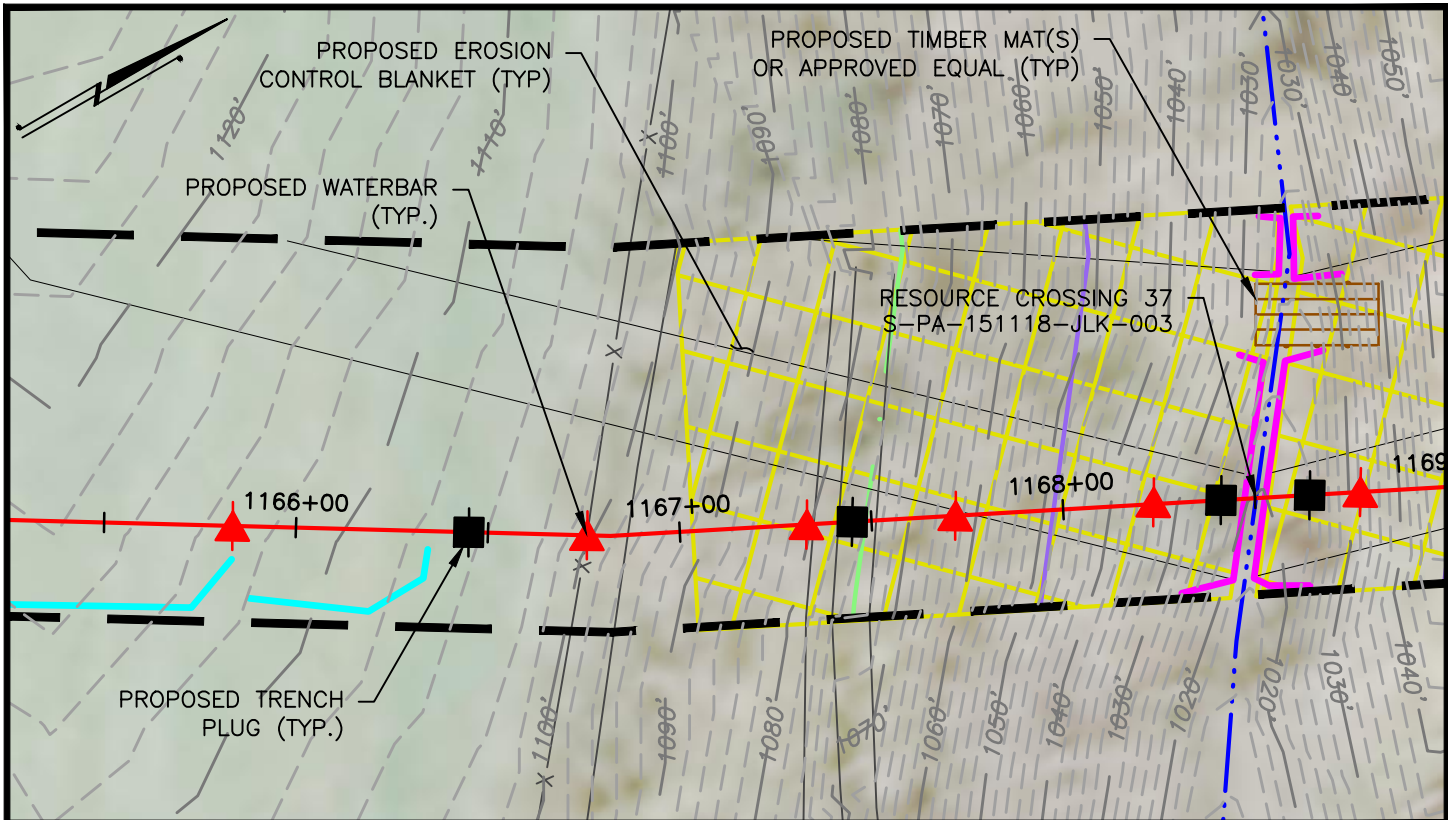 PROPOSED EROSION
CONTROL BLANKET (TYP)
PROPOSED TIMBER MAT(S)
OR APPROVED EQUAL (TYP)
1120'
1110'
1100'
1090'
1080'
1070'
1060'
1050'
1040'
1030'
1030'
1040'
1050'
PROPOSED WATERBAR
(TYP.)
RESOURCE CROSSING 37
S-PA-151118-JLK-003
X
X
X
X
1166+00
1167+00
1168+00
1169
PROPOSED TRENCH
PLUG (TYP.)
1100'
1090'
1080'
1070'
1060'
1050'
1040'
1030'
1020'
1020'
1030'
1040'